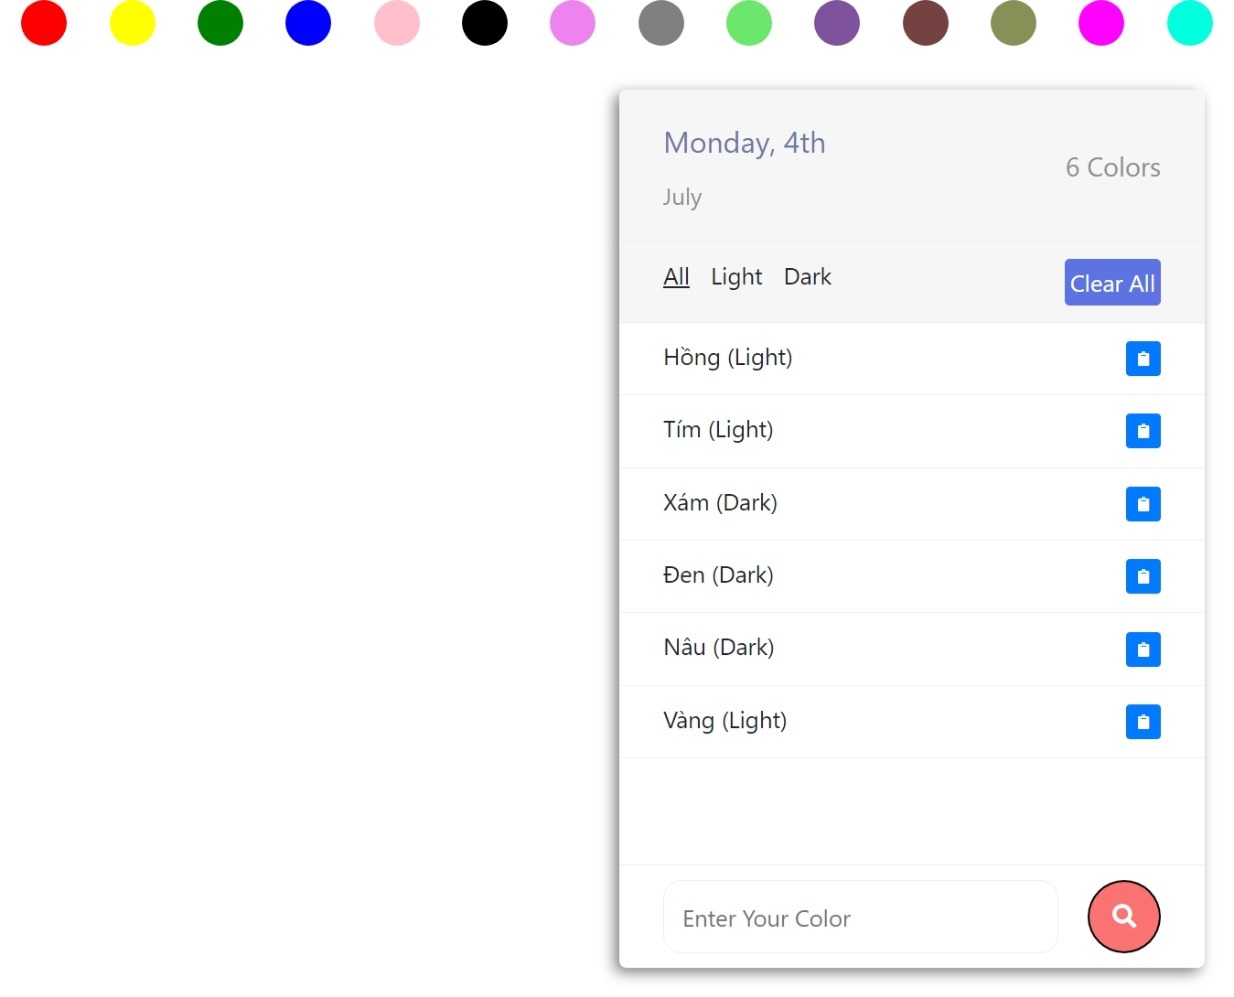 Monday, 4th
July
6 Colors
All Light Dark
Clear All
Hồng (Light)
Tím (Light)
Xám (Dark)
Đen (Dark)
Nâu (Dark)
Vàng (Light)
Enter Your Color